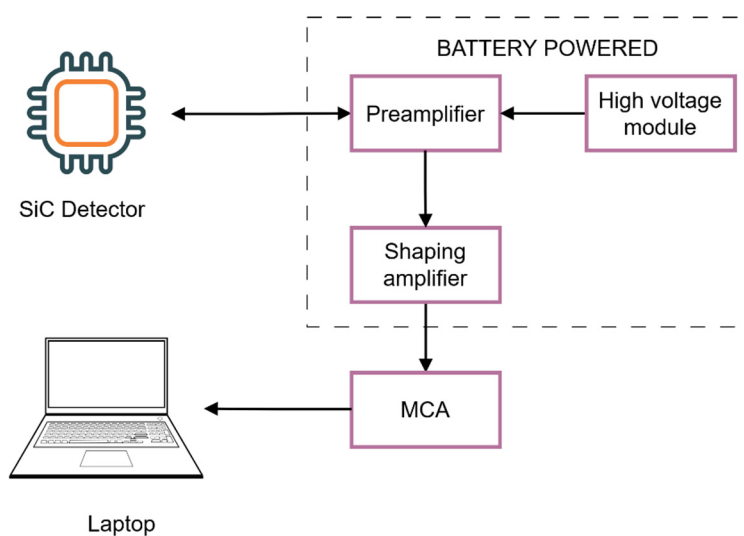 BATTERY POWERED
Preamplifier
High voltage
module
SiC Detector
Shaping
amplifier
MCA
Laptop